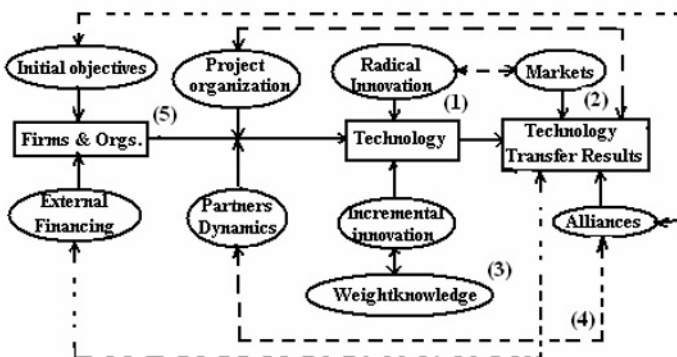 Initial objectives
Project
organization
Radical
Innovation
Markets
(1)
(2)
(5)
Firms & Orgs.
Technology
Technology
Transfer Results
External
Financing
Partners
Dynamics
Incremental
innovation
Alliances
(3)
Weightknowledge
(4)